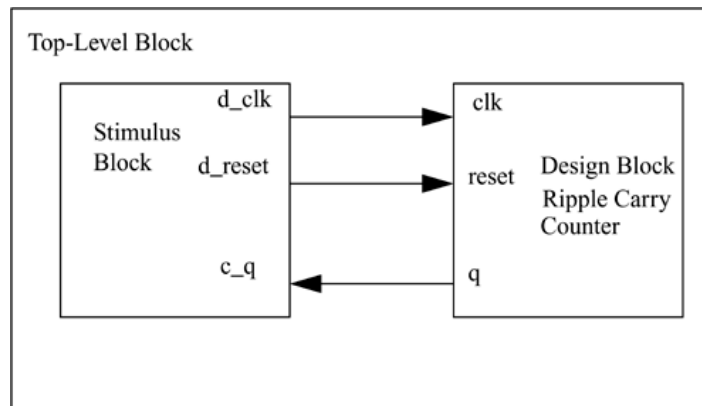 Top-Level Block
d_clk
clk
Stimulus
Block
d_reset
reset
Design Block
Ripple Carry
Counter
c_q
q